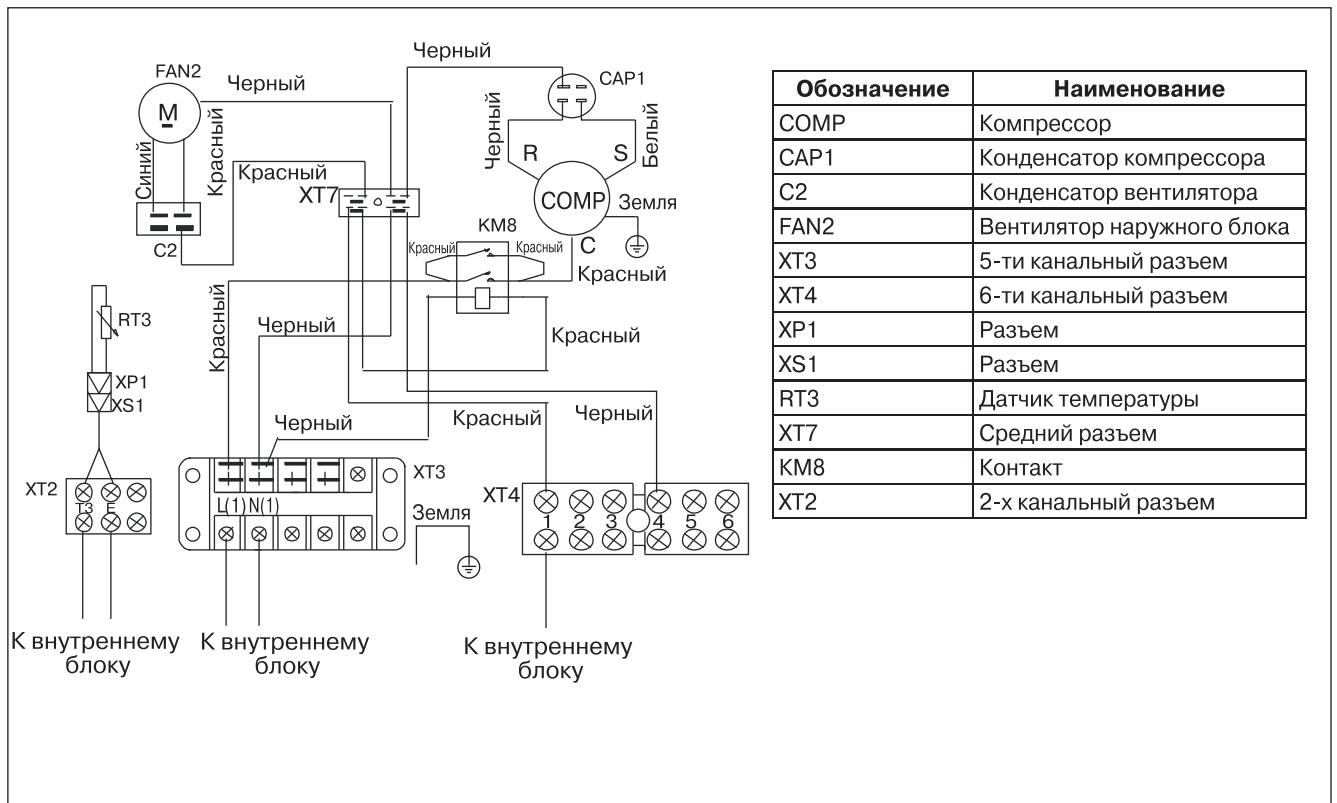 Черный
FAN2
CAP1
Черный
M
Синий
Красный
Черный
Белый
R
S
Красный
XT7
COMP
Земля
C2
KM8
C
Красный
Красный
Красный
RT3
Красный
Черный
Красный
XP1
XS1
Красный
Черный
Черный
XT3
XT2
XT4
T3 E
L(1) N(1)
Земля
1 2 3 4 5 6
К внутреннему
блоку
К внутреннему
блоку
К внутреннему
блоку
Обозначение Наименование
COMP Компрессор
CAP1 Конденсатор компрессора
C2 Конденсатор вентилятора
FAN2 Вентилятор наружного блока
XT3 5-ти канальный разъем
XT4 6-ти канальный разъем
XP1 Разъем
XS1 Разъем
RT3 Датчик температуры
XT7 Средний разъем
KM8 Контакт
XT2 2-х канальный разъем